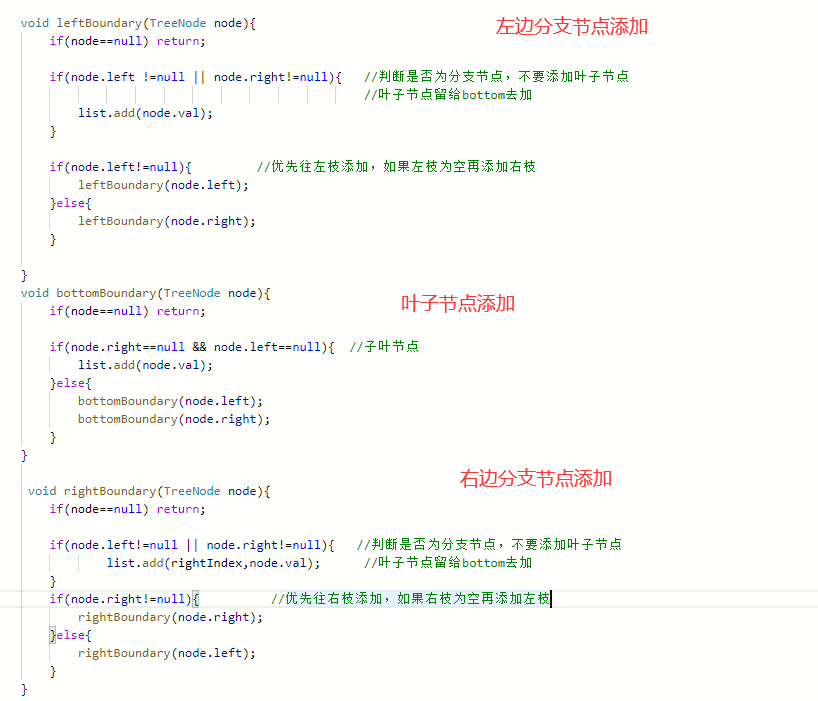 void leftBoundary(TreeNode node){
左边分支节点添加
if(node==null) return;
if(node.left !=null || node.right!=null){ //判断是否为分支节点，不要添加叶子节点
//叶子节点留给bottom去加
list.add(node.val);
}
if(node.left!=null){ //优先往左枝添加，如果左枝为空再添加右枝
leftBoundary(node.left);
}else{
leftBoundary(node.right);
}
}
void bottomBoundary(TreeNode node){
叶子节点添加
if(node==null) return;
if(node.right==null && node.left==null){ //子叶节点
list.add(node.val);
}else{
bottomBoundary(node.left);
bottomBoundary(node.right);
}
}
右边分支节点添加
void rightBoundary(TreeNode node){
if(node==null) return;
if(node.left!=null || node.right!=null){ //判断是否为分支节点，不要添加叶子节点
list.add(rightIndex,node.val); //叶子节点留给bottom去加
}
if(node.right!=null){ //优先往右枝添加，如果右枝为空再添加左枝
rightBoundary(node.right);
}else{
rightBoundary(node.left);
}
}